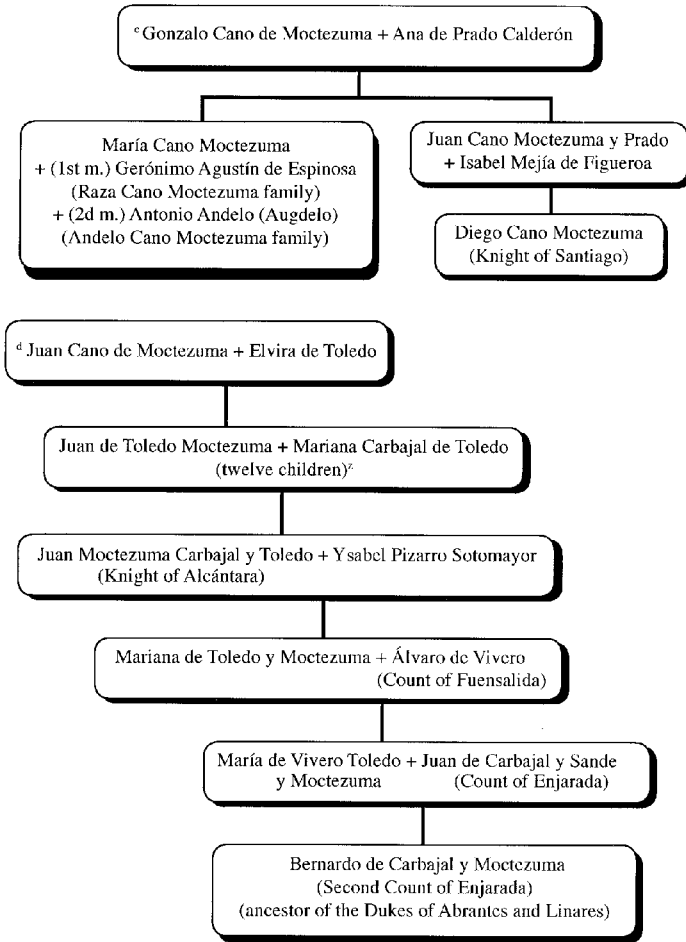 ᶜ Gonzalo Cano de Moctezuma + Ana de Prado Calderón
María Cano Moctezuma
+ (1st m.) Gerónimo Agustín de Espinosa
(Raza Cano Moctezuma family)
+ (2d m.) Antonio Andelo (Augdelo)
(Andelo Cano Moctezuma family)
Juan Cano Moctezuma y Prado
+ Isabel Mejía de Figueroa
Diego Cano Moctezuma
(Knight of Santiago)
ᵈ Juan Cano de Moctezuma + Elvira de Toledo
Juan de Toledo Moctezuma + Mariana Carbajal de Toledo
(twelve children)ᶻ
Juan Moctezuma Carbajal y Toledo + Ysabel Pizarro Sotomayor
(Knight of Alcántara)
Mariana de Toledo y Moctezuma + Álvaro de Vivero
(Count of Fuensalida)
María de Vivero Toledo + Juan de Carbajal y Sande
y Moctezuma (Count of Enjarada)
Bernardo de Carbajal y Moctezuma
(Second Count of Enjarada)
(ancestor of the Dukes of Abrantes and Linares)